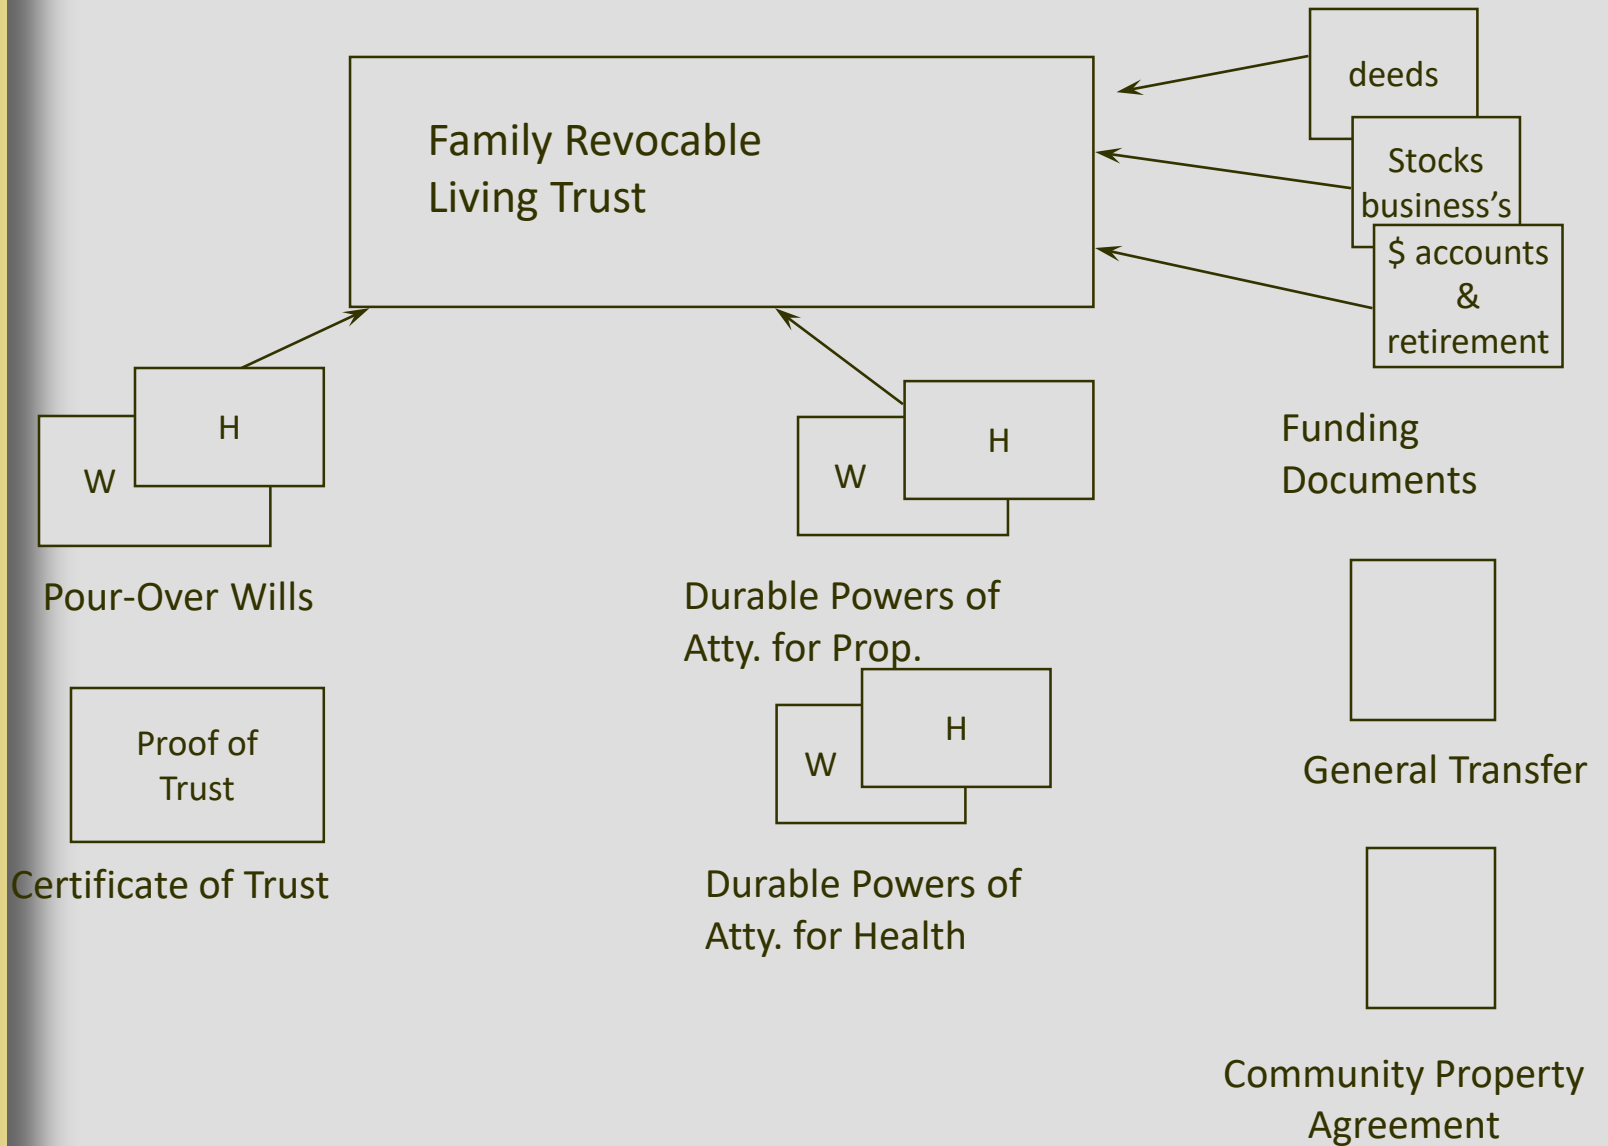 Family Revocable
Living Trust
deeds
Stocks
business’s
$ accounts
&
retirement
Funding
Documents
H
W
Pour-Over Wills
H
W
Durable Powers of
Atty. for Prop.
Proof of
Trust
Certificate of Trust
H
W
Durable Powers of
Atty. for Health
General Transfer
Community Property
Agreement